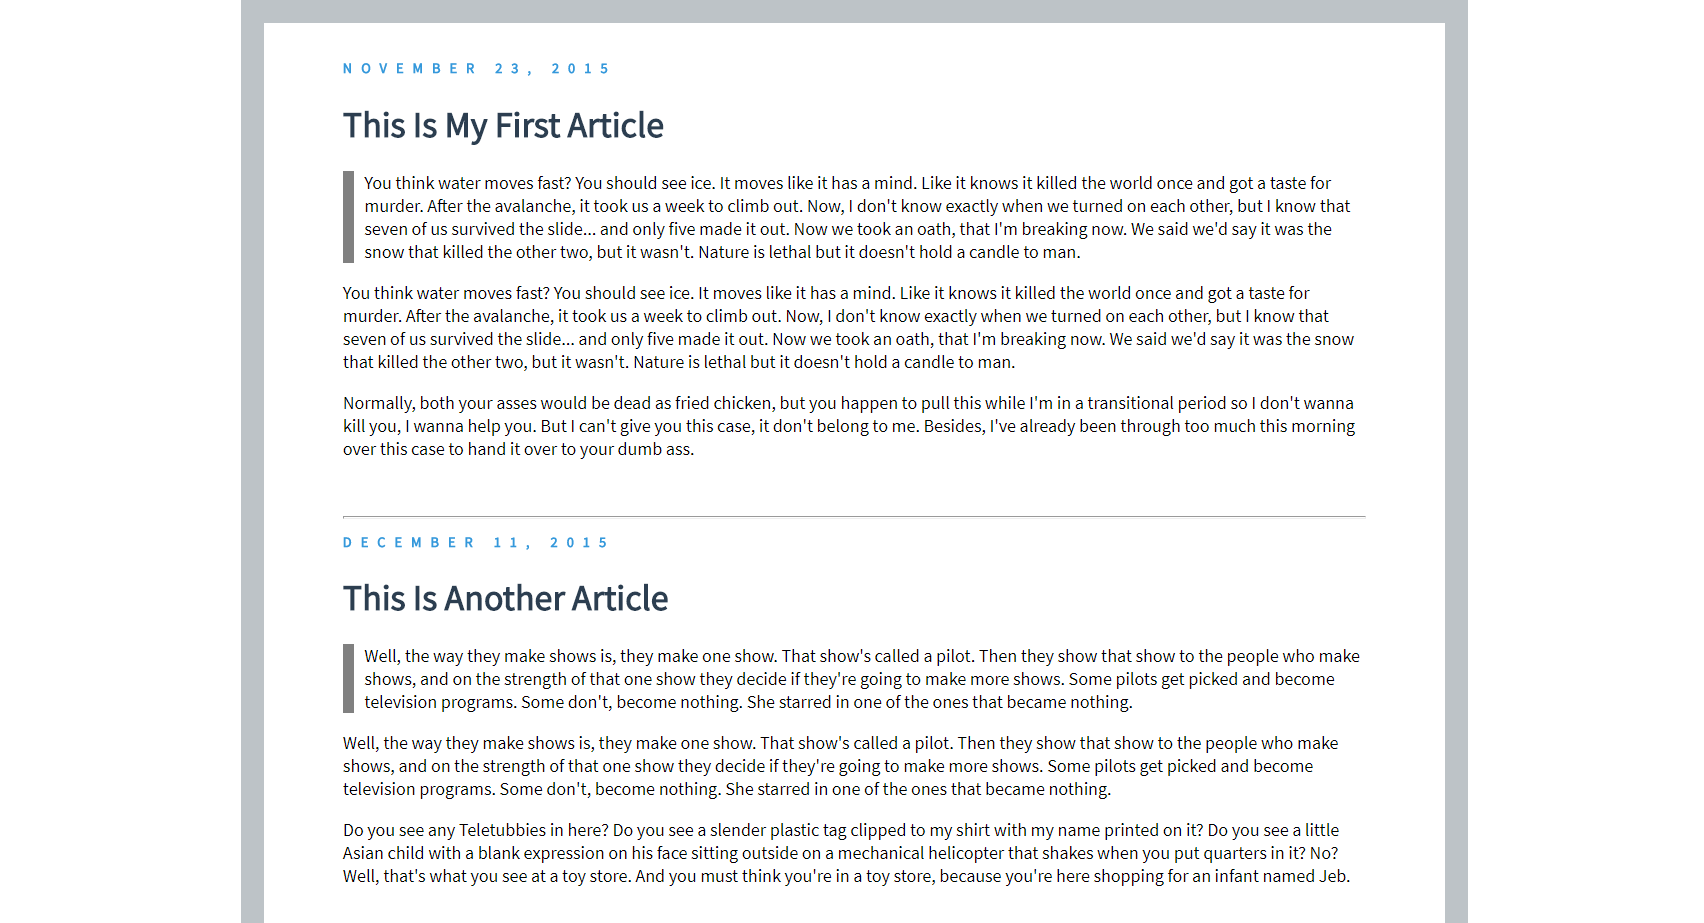 NOVEMBER 23, 2015
This Is My First Article
You think water moves fast? You should see ice. It moves like it has a mind. Like it knows it killed the world once and got a taste for
murder. After the avalanche, it took us a week to climb out. Now, I don't know exactly when we turned on each other, but I know that
seven of us survived the slide... and only five made it out. Now we took an oath, that I'm breaking now. We said we'd say it was the
snow that killed the other two, but it wasn't. Nature is lethal but it doesn't hold a candle to man.
You think water moves fast? You should see ice. It moves like it has a mind. Like it knows it killed the world once and got a taste for
murder. After the avalanche, it took us a week to climb out. Now, I don't know exactly when we turned on each other, but I know that
seven of us survived the slide... and only five made it out. Now we took an oath, that I'm breaking now. We said we'd say it was the snow
that killed the other two, but it wasn't. Nature is lethal but it doesn't hold a candle to man.
Normally, both your asses would be dead as fried chicken, but you happen to pull this while I'm in a transitional period so I don't wanna
kill you, I wanna help you. But I can't give you this case, it don't belong to me. Besides, I've already been through too much this morning
over this case to hand it over to your dumb ass.
DECEMBER 11, 2015
This Is Another Article
Well, the way they make shows is, they make one show. That show's called a pilot. Then they show that show to the people who make
shows, and on the strength of that one show they decide if they're going to make more shows. Some pilots get picked and become
television programs. Some don't, become nothing. She starred in one of the ones that became nothing.
Well, the way they make shows is, they make one show. That show's called a pilot. Then they show that show to the people who make
shows, and on the strength of that one show they decide if they're going to make more shows. Some pilots get picked and become
television programs. Some don't, become nothing. She starred in one of the ones that became nothing.
Do you see any Teletubbies in here? Do you see a slender plastic tag clipped to my shirt with my name printed on it? Do you see a little
Asian child with a blank expression on his face sitting outside on a mechanical helicopter that shakes when you put quarters in it? No?
Well, that's what you see at a toy store. And you must think you're in a toy store, because you're here shopping for an infant named Jeb.